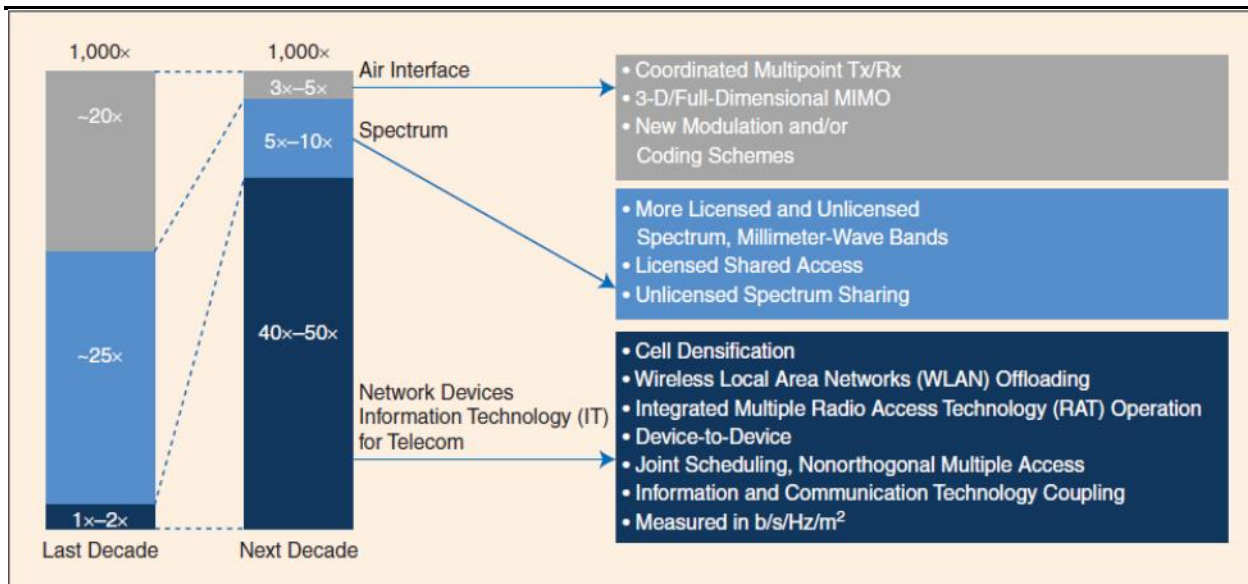 1,000×
1,000×
~20×
~25×
1×–2×
Last Decade
3×–5×
5×–10×
40×–50×
Next Decade
Air Interface
Spectrum
Network Devices
Information Technology (IT)
for Telecom
• Coordinated Multipoint Tx/Rx
• 3-D/Full-Dimensional MIMO
• New Modulation and/or
Coding Schemes
• More Licensed and Unlicensed
Spectrum, Millimeter-Wave Bands
• Licensed Shared Access
• Unlicensed Spectrum Sharing
• Cell Densification
• Wireless Local Area Networks (WLAN) Offloading
• Integrated Multiple Radio Access Technology (RAT) Operation
• Device-to-Device
• Joint Scheduling, Nonorthogonal Multiple Access
• Information and Communication Technology Coupling
• Measured in b/s/Hz/m²